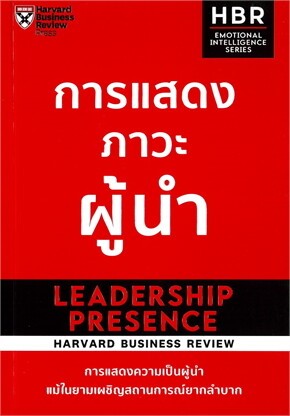 Harvard
Business
Review
HBR
EMOTIONAL
INTELLIGENCE
SERIES
การแสดง
ภาวะ
ผู้นำ
LEADERSHIP
PRESENCE
HARVARD BUSINESS REVIEW
การแสดงความเป็นผู้นำ
แม้ในยามเผชิญสถานการณ์ยากลำบาก